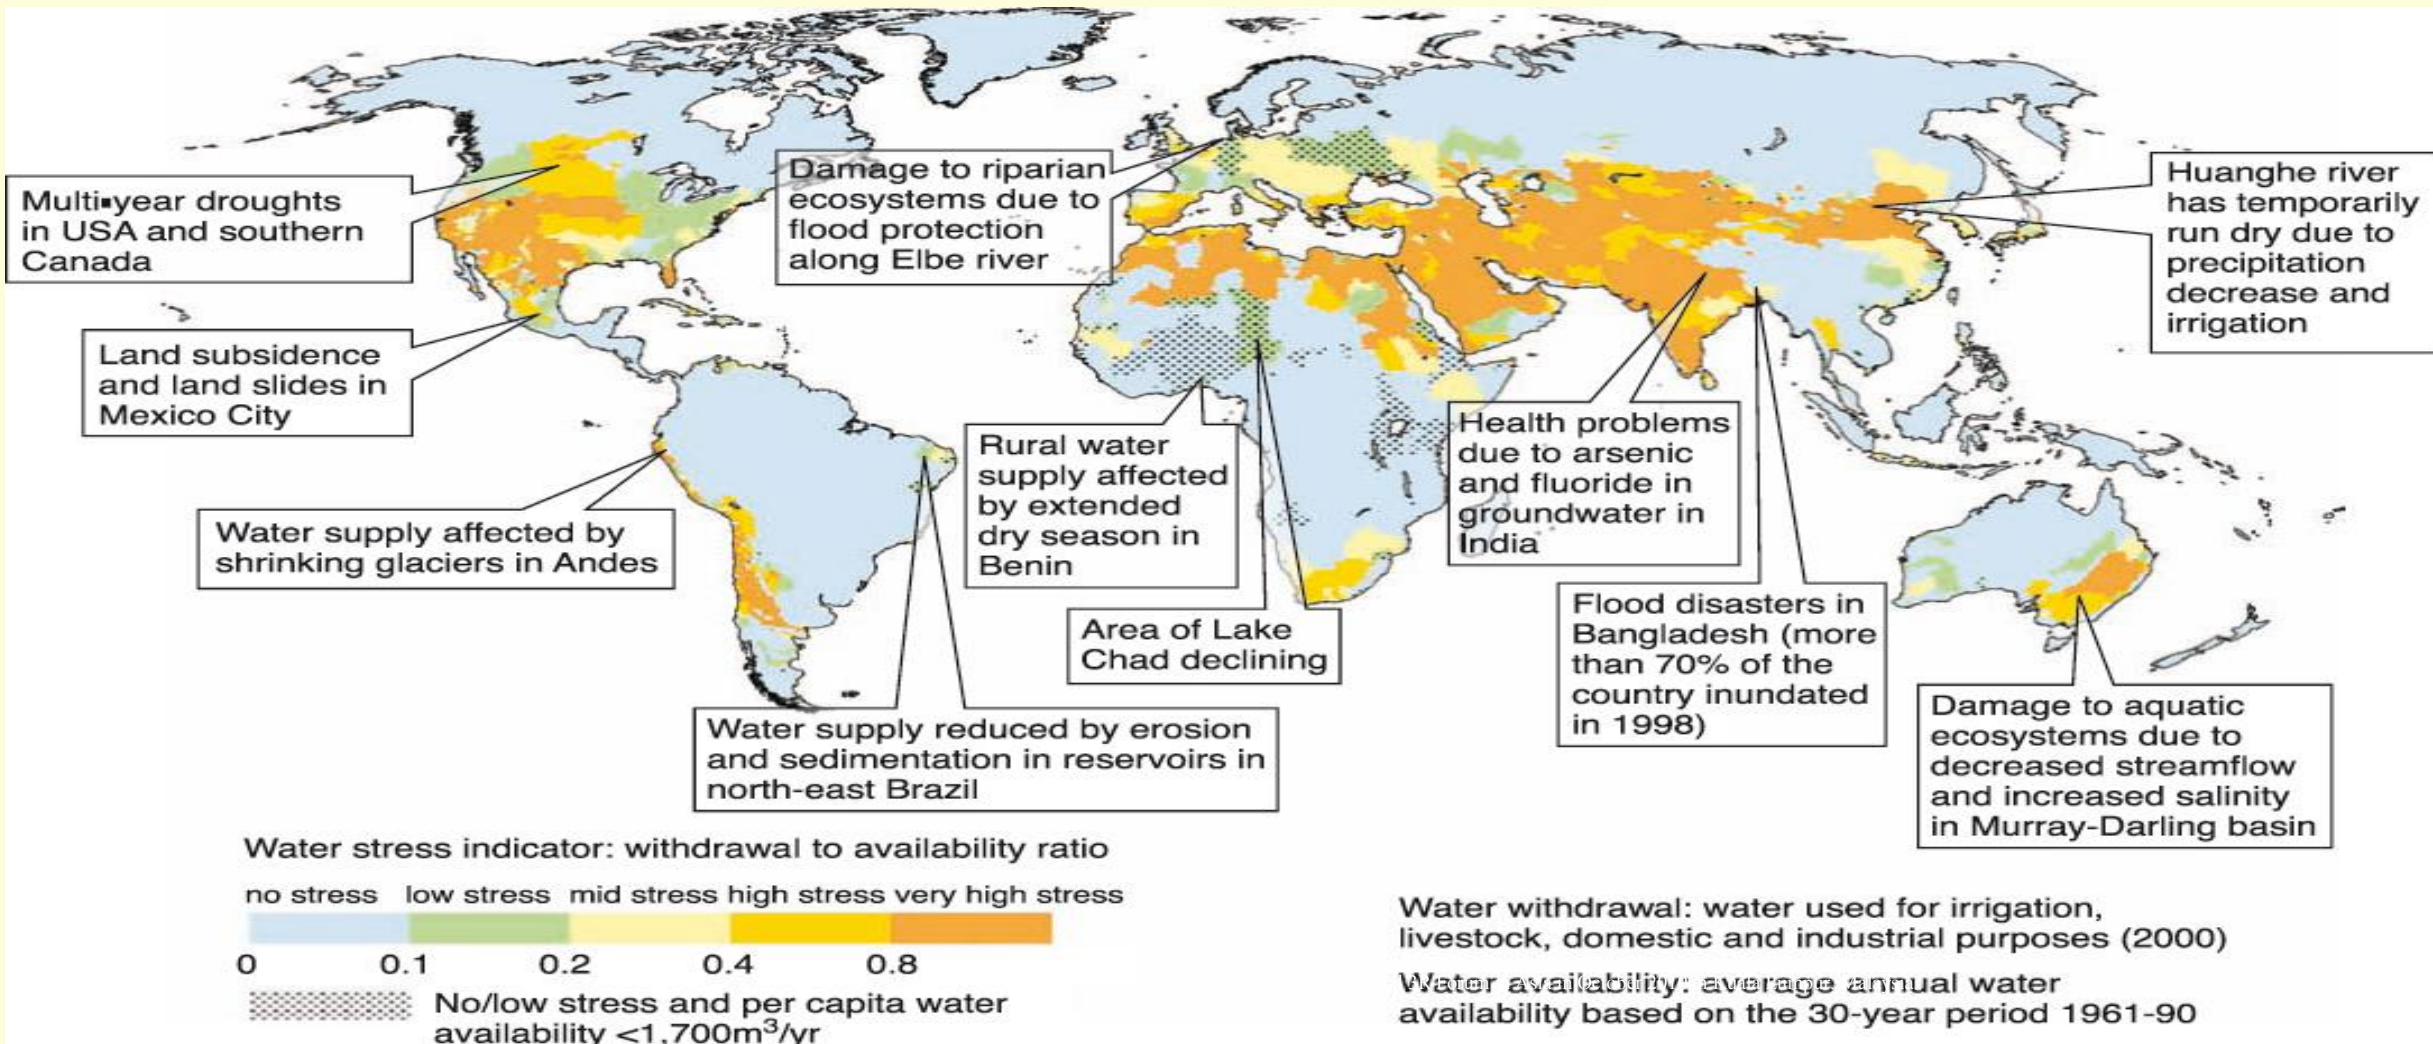 Multi-year droughts
in USA and southern
Canada
Damage to riparian
ecosystems due to
flood protection
along Elbe river
Huanghe river
has temporarily
run dry due to
precipitation
decrease and
irrigation
Land subsidence
and land slides in
Mexico City
Water supply affected by
shrinking glaciers in Andes
Rural water
supply affected
by extended
dry season in
Benin
Health problems
due to arsenic
and fluoride in
groundwater in
India
Area of Lake
Chad declining
Flood disasters in
Bangladesh (more
than 70% of the
country inundated
in 1998)
Water supply reduced by erosion
and sedimentation in reservoirs in
north-east Brazil
Damage to aquatic
ecosystems due to
decreased streamflow
and increased salinity
in Murray-Darling basin
Water stress indicator: withdrawal to availability ratio
no stress low stress mid stress high stress very high stress
0 0.1 0.2 0.4 0.8
No/low stress and per capita water
availability <1,700m³/yr
Water withdrawal: water used for irrigation,
livestock, domestic and industrial purposes (2000)
Water availability: average annual water
availability based on the 30-year period 1961-90